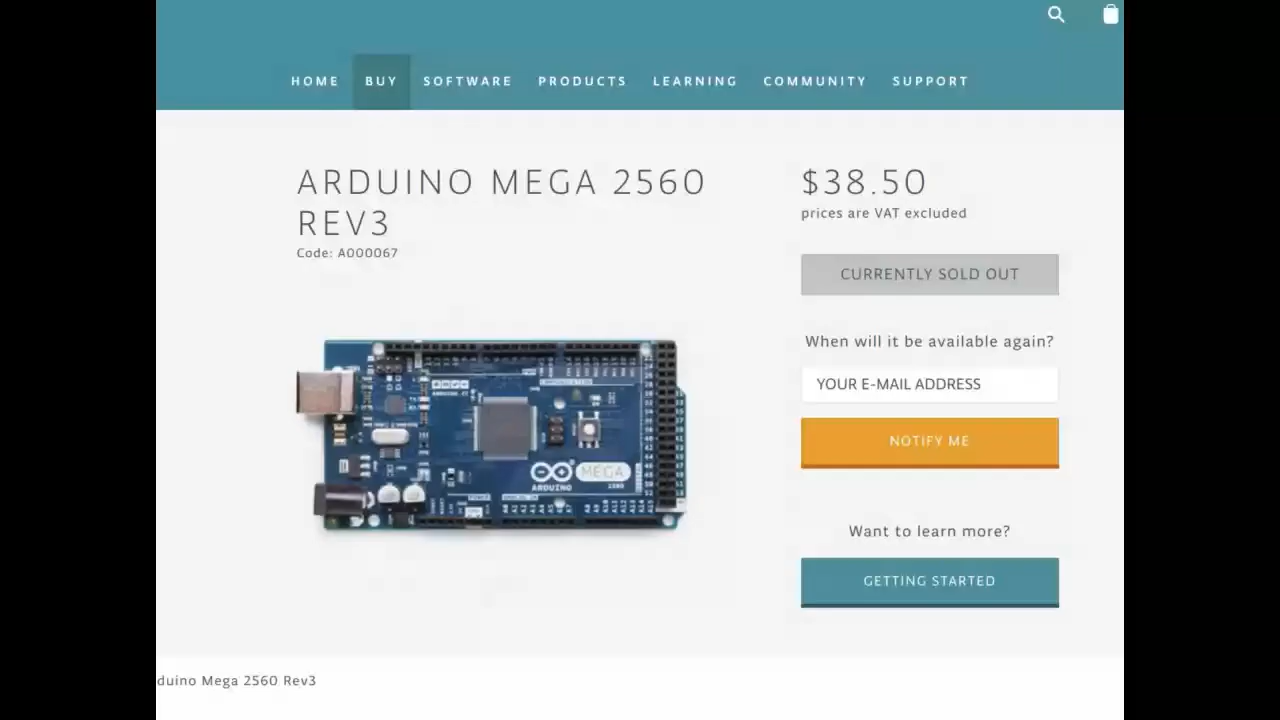 HOME BUY SOFTWARE PRODUCTS LEARNING COMMUNITY SUPPORT
ARDUINO MEGA 2560
REV3
Code: A000067
$38.50
prices are VAT excluded
CURRENTLY SOLD OUT
When will it be available again?
YOUR E-MAIL ADDRESS
NOTIFY ME
Want to learn more?
GETTING STARTED
MEGA
ARDUINO
duino Mega 2560 Rev3